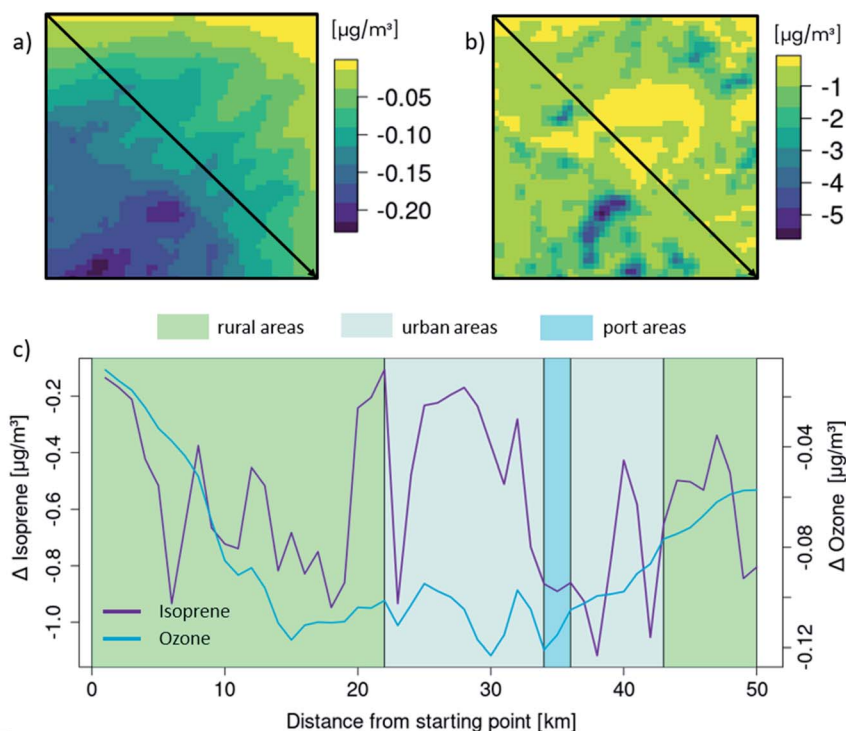 a)
[µg/m³]
-0.05
-0.10
-0.15
-0.20
b)
[µg/m³]
-1
-2
-3
-4
-5
rural areas
urban areas
port areas
c)
Δ Isoprene [µg/m³]
-0.2
-0.4
-0.6
-0.8
-1.0
Isoprene
Ozone
-0.04
-0.08
-0.12
Δ Ozone [µg/m³]
0 10 20 30 40 50
Distance from starting point [km]